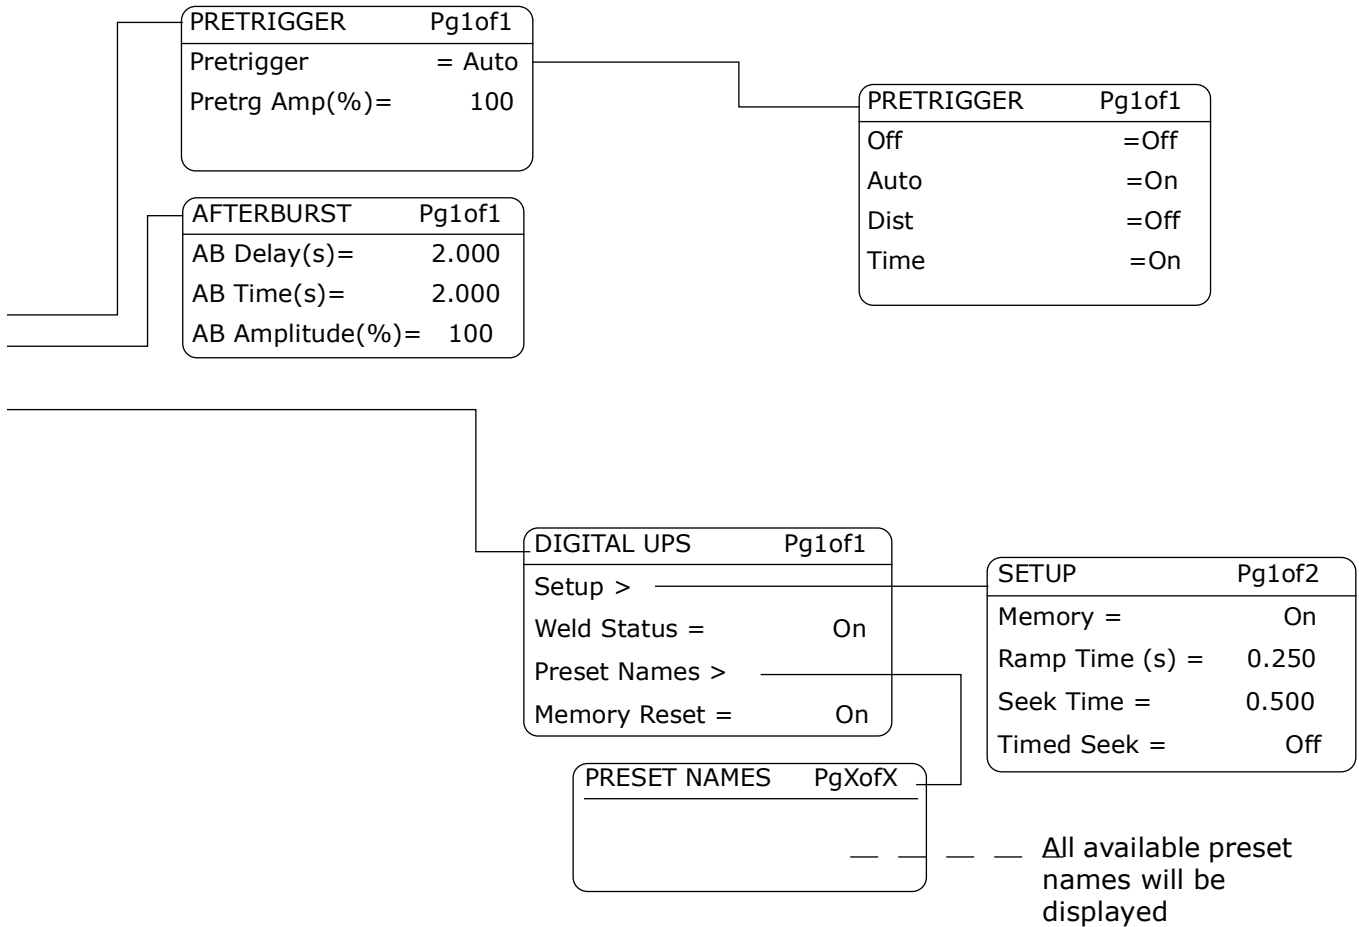 PRETRIGGER Pg1of1
Pretrigger = Auto
Pretrg Amp(%)= 100
PRETRIGGER Pg1of1
Off =Off
Auto =On
Dist =Off
Time =On
AFTERBURST Pg1of1
AB Delay(s)= 2.000
AB Time(s)= 2.000
AB Amplitude(%)= 100
DIGITAL UPS Pg1of1
Setup >
Weld Status = On
Preset Names >
Memory Reset = On
SETUP Pg1of2
Memory = On
Ramp Time (s) = 0.250
Seek Time = 0.500
Timed Seek = Off
PRESET NAMES PgXofX
All available preset
names will be
displayed